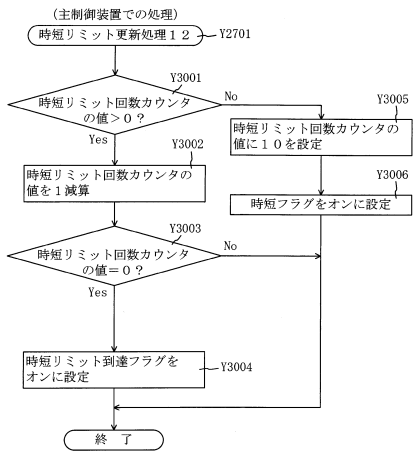 （主制御装置での処理）
時短リミット更新処理１２
Y2701
Y3001
時短リミット回数カウンタ
の値＞０？
No
Yes
Y3005
時短リミット回数カウンタの
値に１０を設定
Y3002
時短リミット回数カウンタの
値を１減算
Y3006
時短フラグをオンに設定
Y3003
時短リミット回数カウンタ
の値＝０？
No
Yes
時短リミット到達フラグを
オンに設定
Y3004
終　了